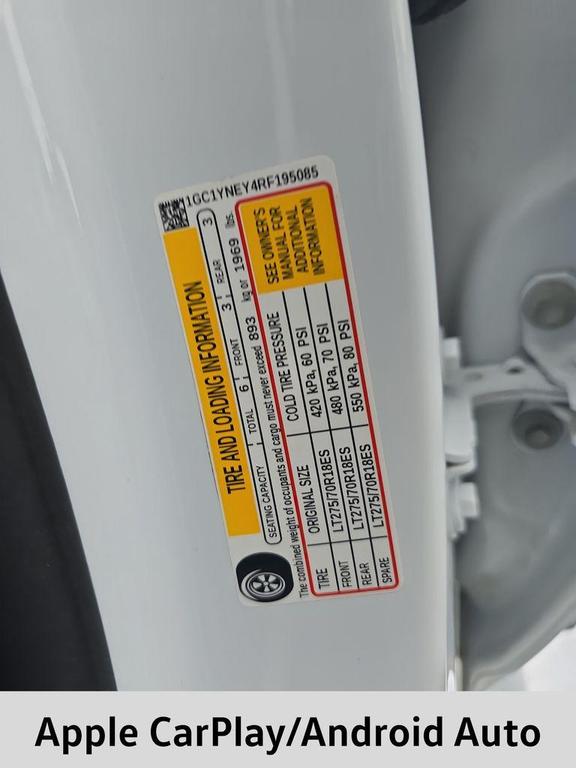 1GC1YNEY4RF195085
TIRE AND LOADING INFORMATION
SEATING CAPACITY TOTAL 6 FRONT 3 REAR 3
The combined weight of occupants and cargo must never exceed 893 kg or 1969 lbs.
TIRE ORIGINAL SIZE COLD TIRE PRESSURE
FRONT LT275/70R18ES 420 kPa, 60 PSI
REAR LT275/70R18ES 480 kPa, 70 PSI
SPARE LT275/70R18ES 550 kPa, 80 PSI
SEE OWNER'S
MANUAL FOR
ADDITIONAL
INFORMATION
Apple CarPlay/Android Auto